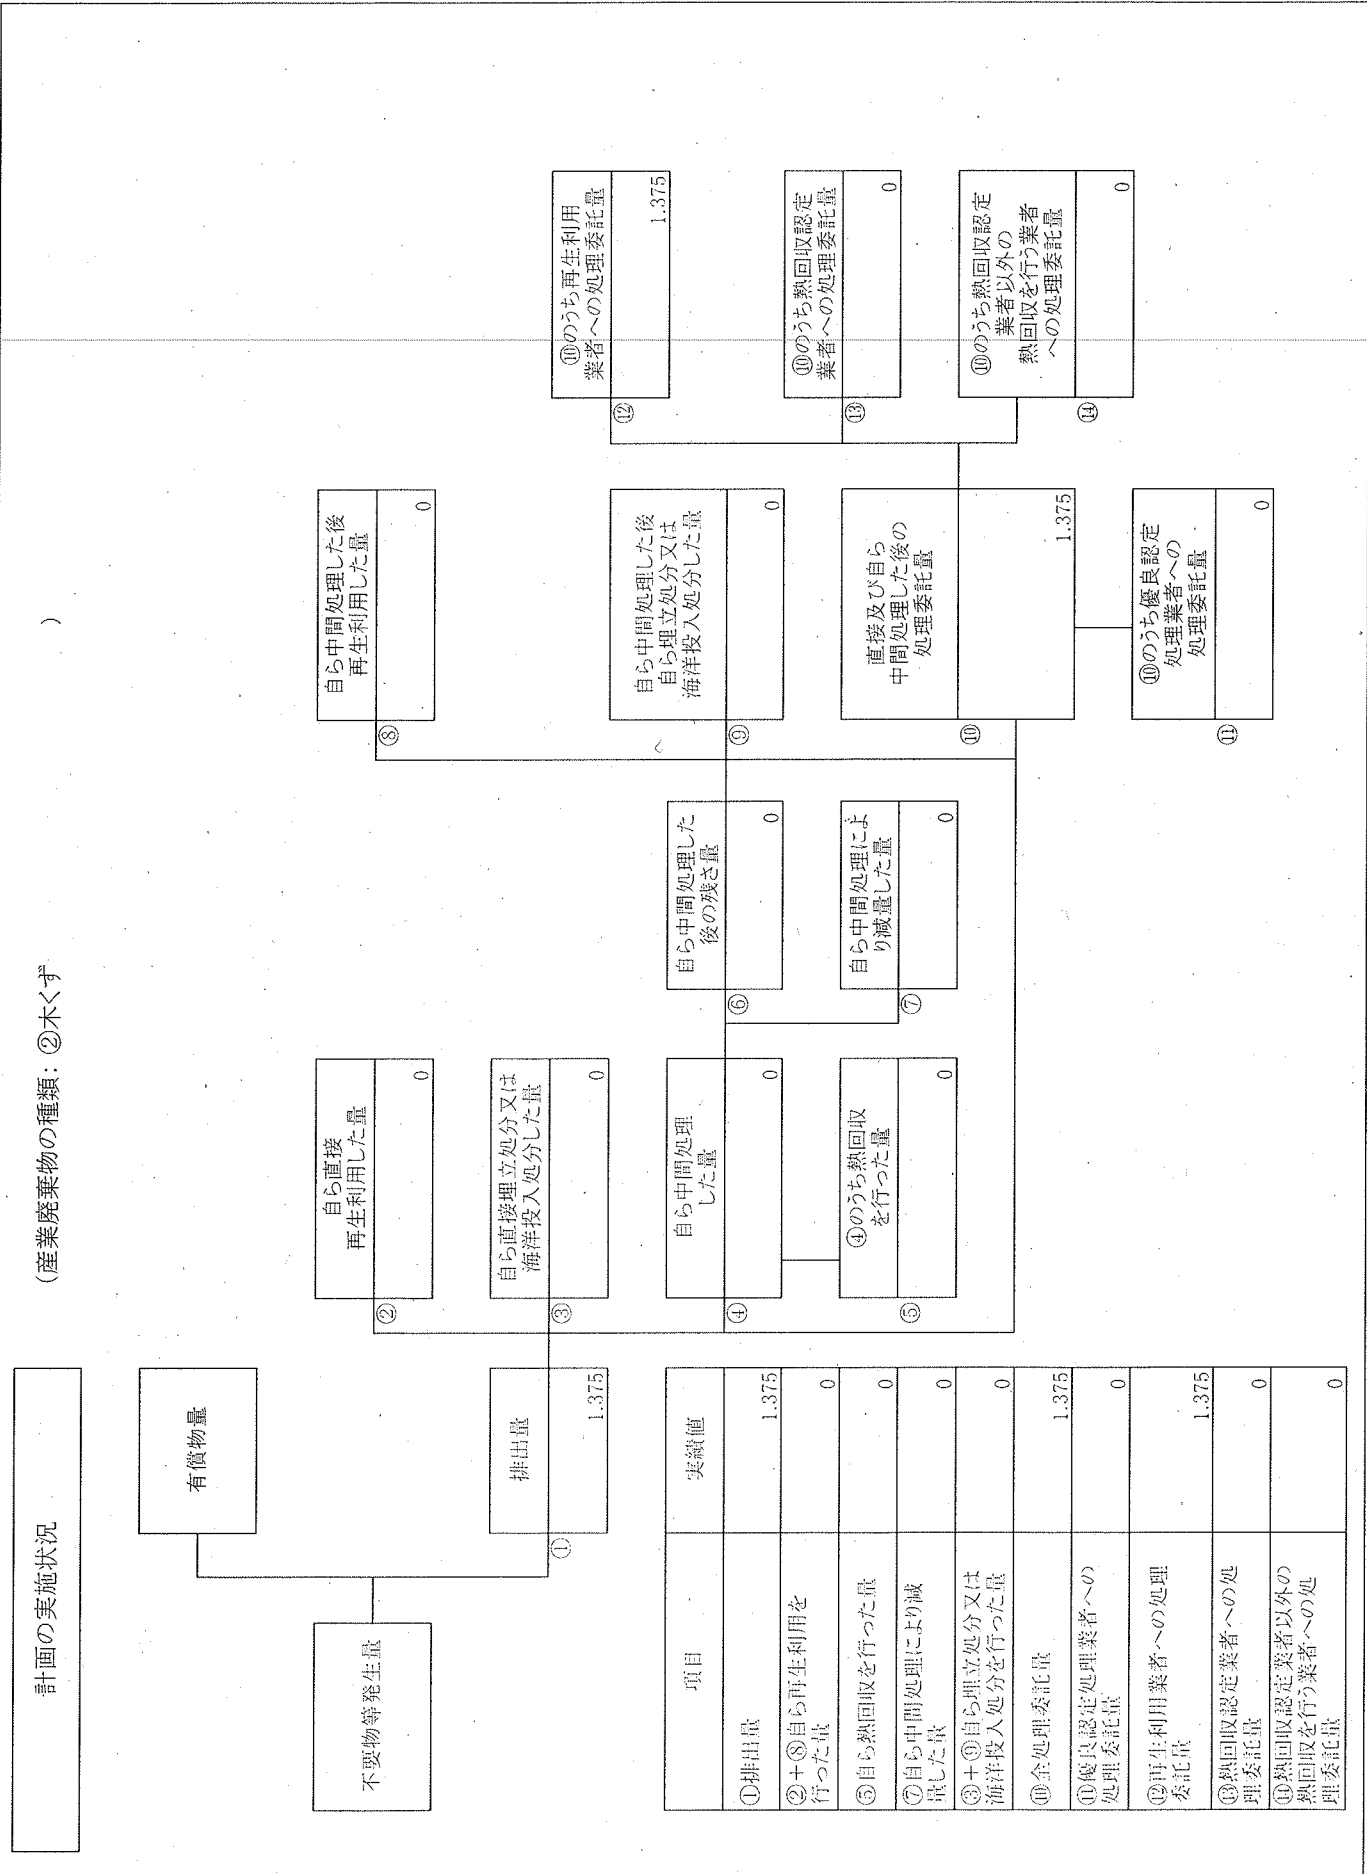 計画の実施状況
(産業廃棄物の種類：②木くず
)
不要物等発生量
有償物量
①
排出量
1.375
②
自ら直接
再生利用した量
0
③
自ら直接埋立処分又は
海洋投入処分した量
0
④
自ら中間処理
した量
0
⑤
④のうち熱回収
を行った量
0
⑥
自ら中間処理した
後の残さ量
0
⑦
自ら中間処理によ
り減量した量
0
⑧
自ら中間処理した後
再生利用した量
0
⑨
自ら中間処理した後
自ら埋立処分又は
海洋投入処分した量
0
⑩
直接及び自ら
中間処理した後の
処理委託量
1.375
⑪
⑩のうち優良認定
処理業者への
処理委託量
0
⑫
⑩のうち再生利用
業者への処理委託量
1.375
⑬
⑩のうち熱回収認定
業者への処理委託量
0
⑭
⑩のうち熱回収認定
業者以外の
熱回収を行う業者
への処理委託量
0
項目
実績値
①排出量
1.375
②+⑧自ら再生利用を
行った量
0
⑤自ら熱回収を行った量
0
⑦自ら中間処理により減
量した量
0
③+⑨自ら埋立処分又は
海洋投入処分を行った量
0
⑩全処理委託量
1.375
⑪優良認定処理業者への
処理委託量
0
⑫再生利用業者への処理
委託量
1.375
⑬熱回収認定業者への処
理委託量
0
⑭熱回収認定業者以外の
熱回収を行う業者への処
理委託量
0